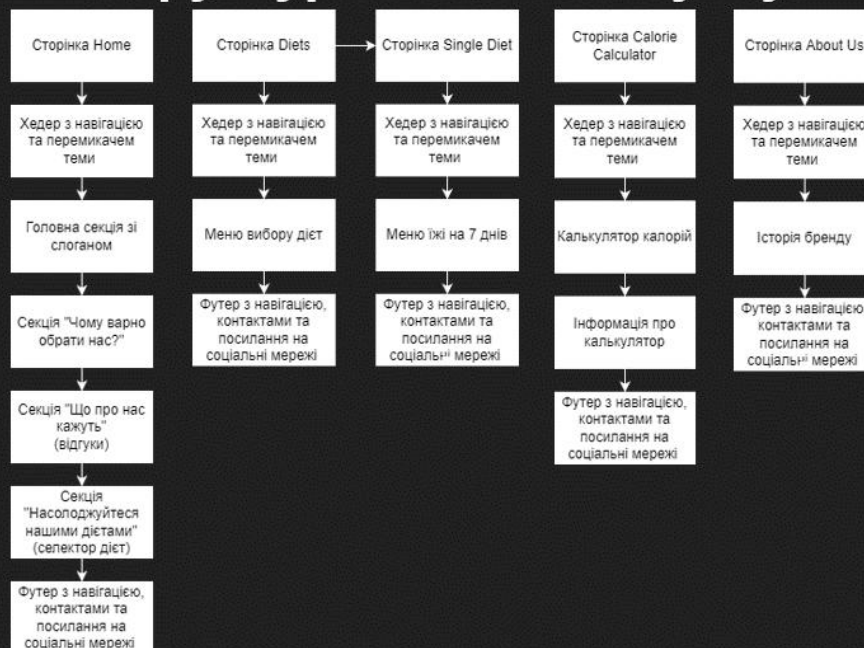 Сторінка Home
Хедер з навігацією
та перемикачем
теми
Головна секція зі
слоганом
Секція "Чому варно
обрати нас?"
Секція "Що про нас
кажуть"
(відгуки)
Секція
"Насолоджуйтеся
нашими дієтами"
(селектор дієт)
Футер з навігацією,
контактами та
посилання на
соціальні мережі
Сторінка Diets
Хедер з навігацією
та перемикачем
теми
Меню вибору дієт
Футер з навігацією,
контактами та
посилання на
соціальні мережі
Сторінка Single Diet
Хедер з навігацією
та перемикачем
теми
Меню їжі на 7 днів
Футер з навігацією,
контактами та
посилання на
соціальні мережі
Сторінка Calorie
Calculator
Хедер з навігацією
та перемикачем
теми
Калькулятор калорій
Інформація про
калькулятор
Футер з навігацією,
контактами та
посилання на
соціальні мережі
Сторінка About Us
Хедер з навігацією
та перемикачем
теми
Історія бренду
Футер з навігацією
контактами та
посилання на
соціальні мережі